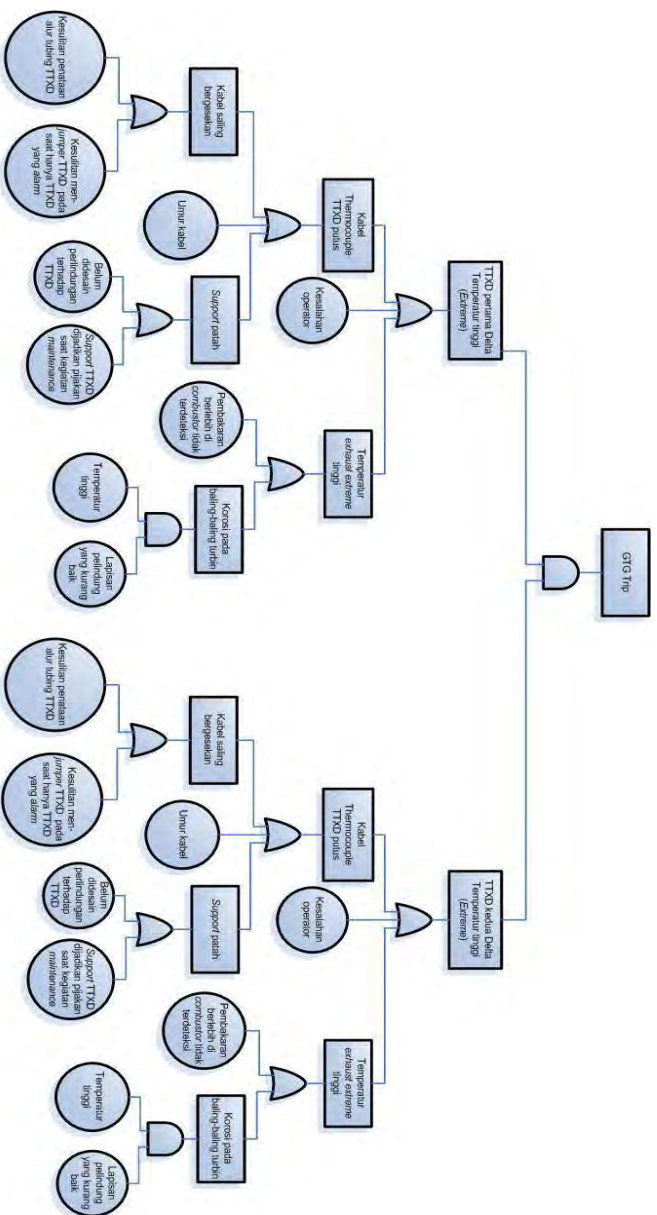 GTG Trip
TTXD pertama Delta
Temperatur tinggi
(Extreme)
TTXD kedua Delta
Temperatur tinggi
(Extreme)
Kabel
Thermocouple
TTXD putus
Kesalahan
operator
Temperatur
exhaust extreme
tinggi
Kabel
Thermocouple
TTXD putus
Kesalahan
operator
Temperatur
exhaust extreme
tinggi
Kabel saling
bergesekan
Umur kabel
Support patah
Pembakaran
berlebih di
combustor tidak
terdeteksi
Korosi pada
baling-baling turbin
Kabel saling
bergesekan
Umur kabel
Support patah
Pembakaran
berlebih di
combustor tidak
terdeteksi
Korosi pada
baling-baling turbin
Kesulitan penataan
alur tubing TTXD
Kesulitan men-
jumper TTXD pada
saat hanya TTXD
yang alarm
Belum
didesain
perlindungan
terhadap
TTXD
Support TTXD
dijadikan pijakan
saat kegiatan
maintenance
Temperatur
tinggi
Lapisan
pelindung
yang kurang
baik
Kesulitan penataan
alur tubing TTXD
Kesulitan men-
jumper TTXD pada
saat hanya TTXD
yang alarm
Belum
didesain
perlindungan
terhadap
TTXD
Support TTXD
dijadikan pijakan
saat kegiatan
maintenance
Temperatur
tinggi
Lapisan
pelindung
yang kurang
baik